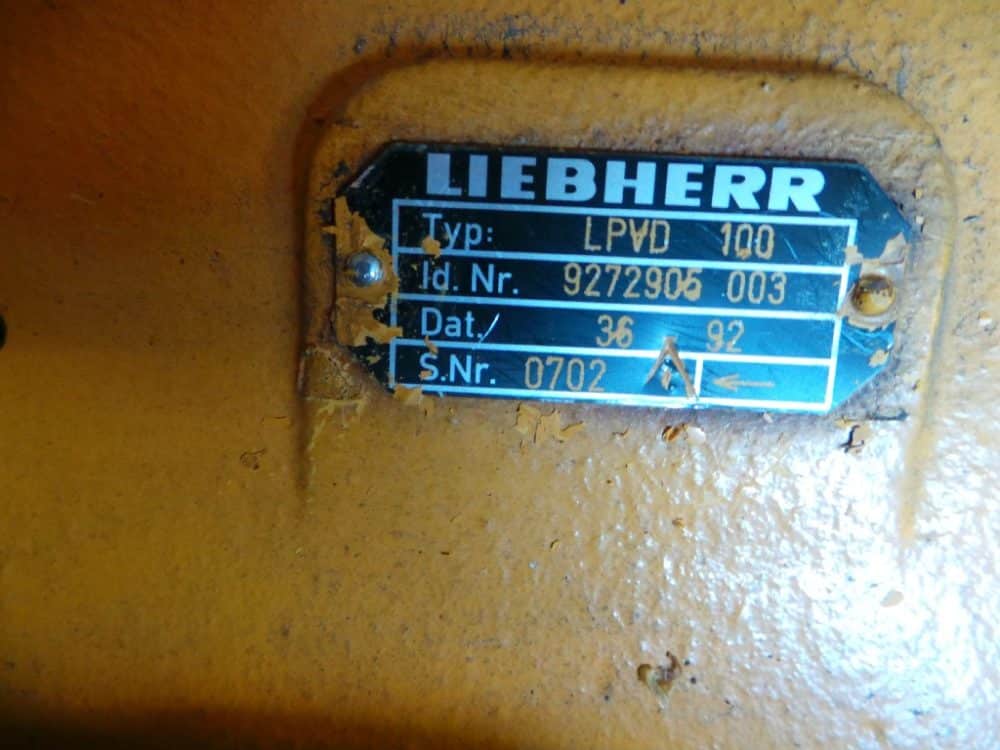 LIEBHERR
Typ: LPVD 100
Id. Nr. 9272905 003
Dat. 36 92
S.Nr. 0702